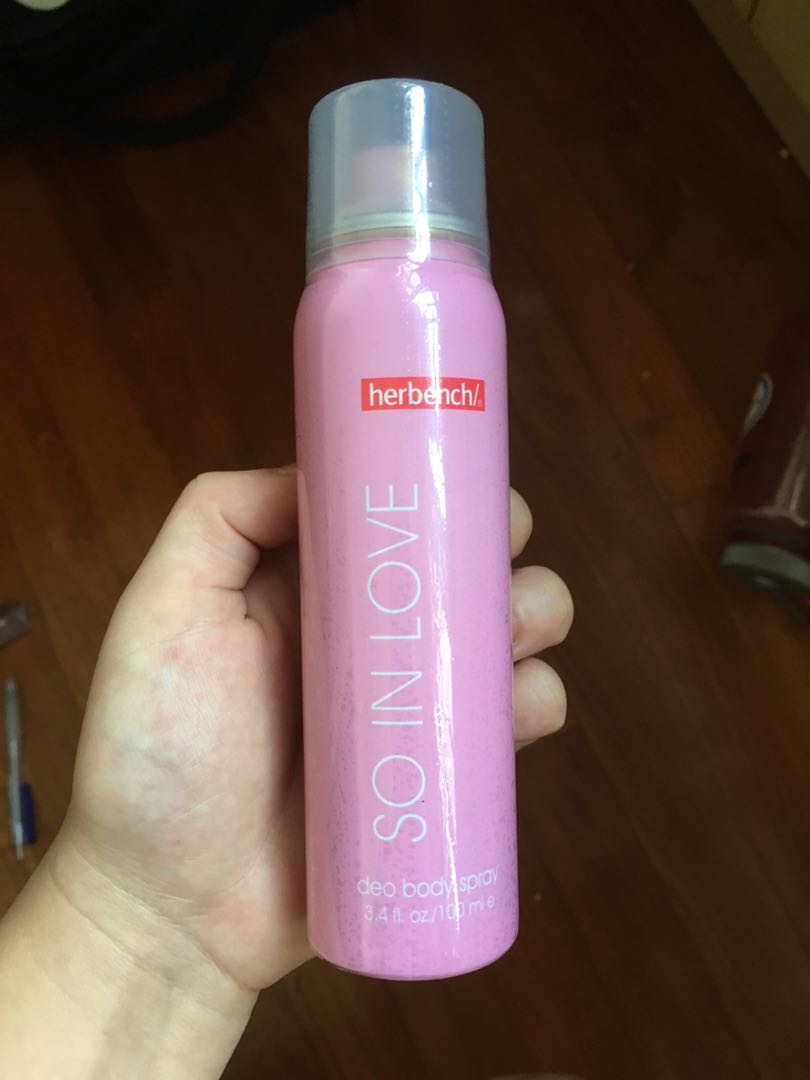 herbench/®
SO IN LOVE
deo body spray
3.4 fl. oz./100 ml e